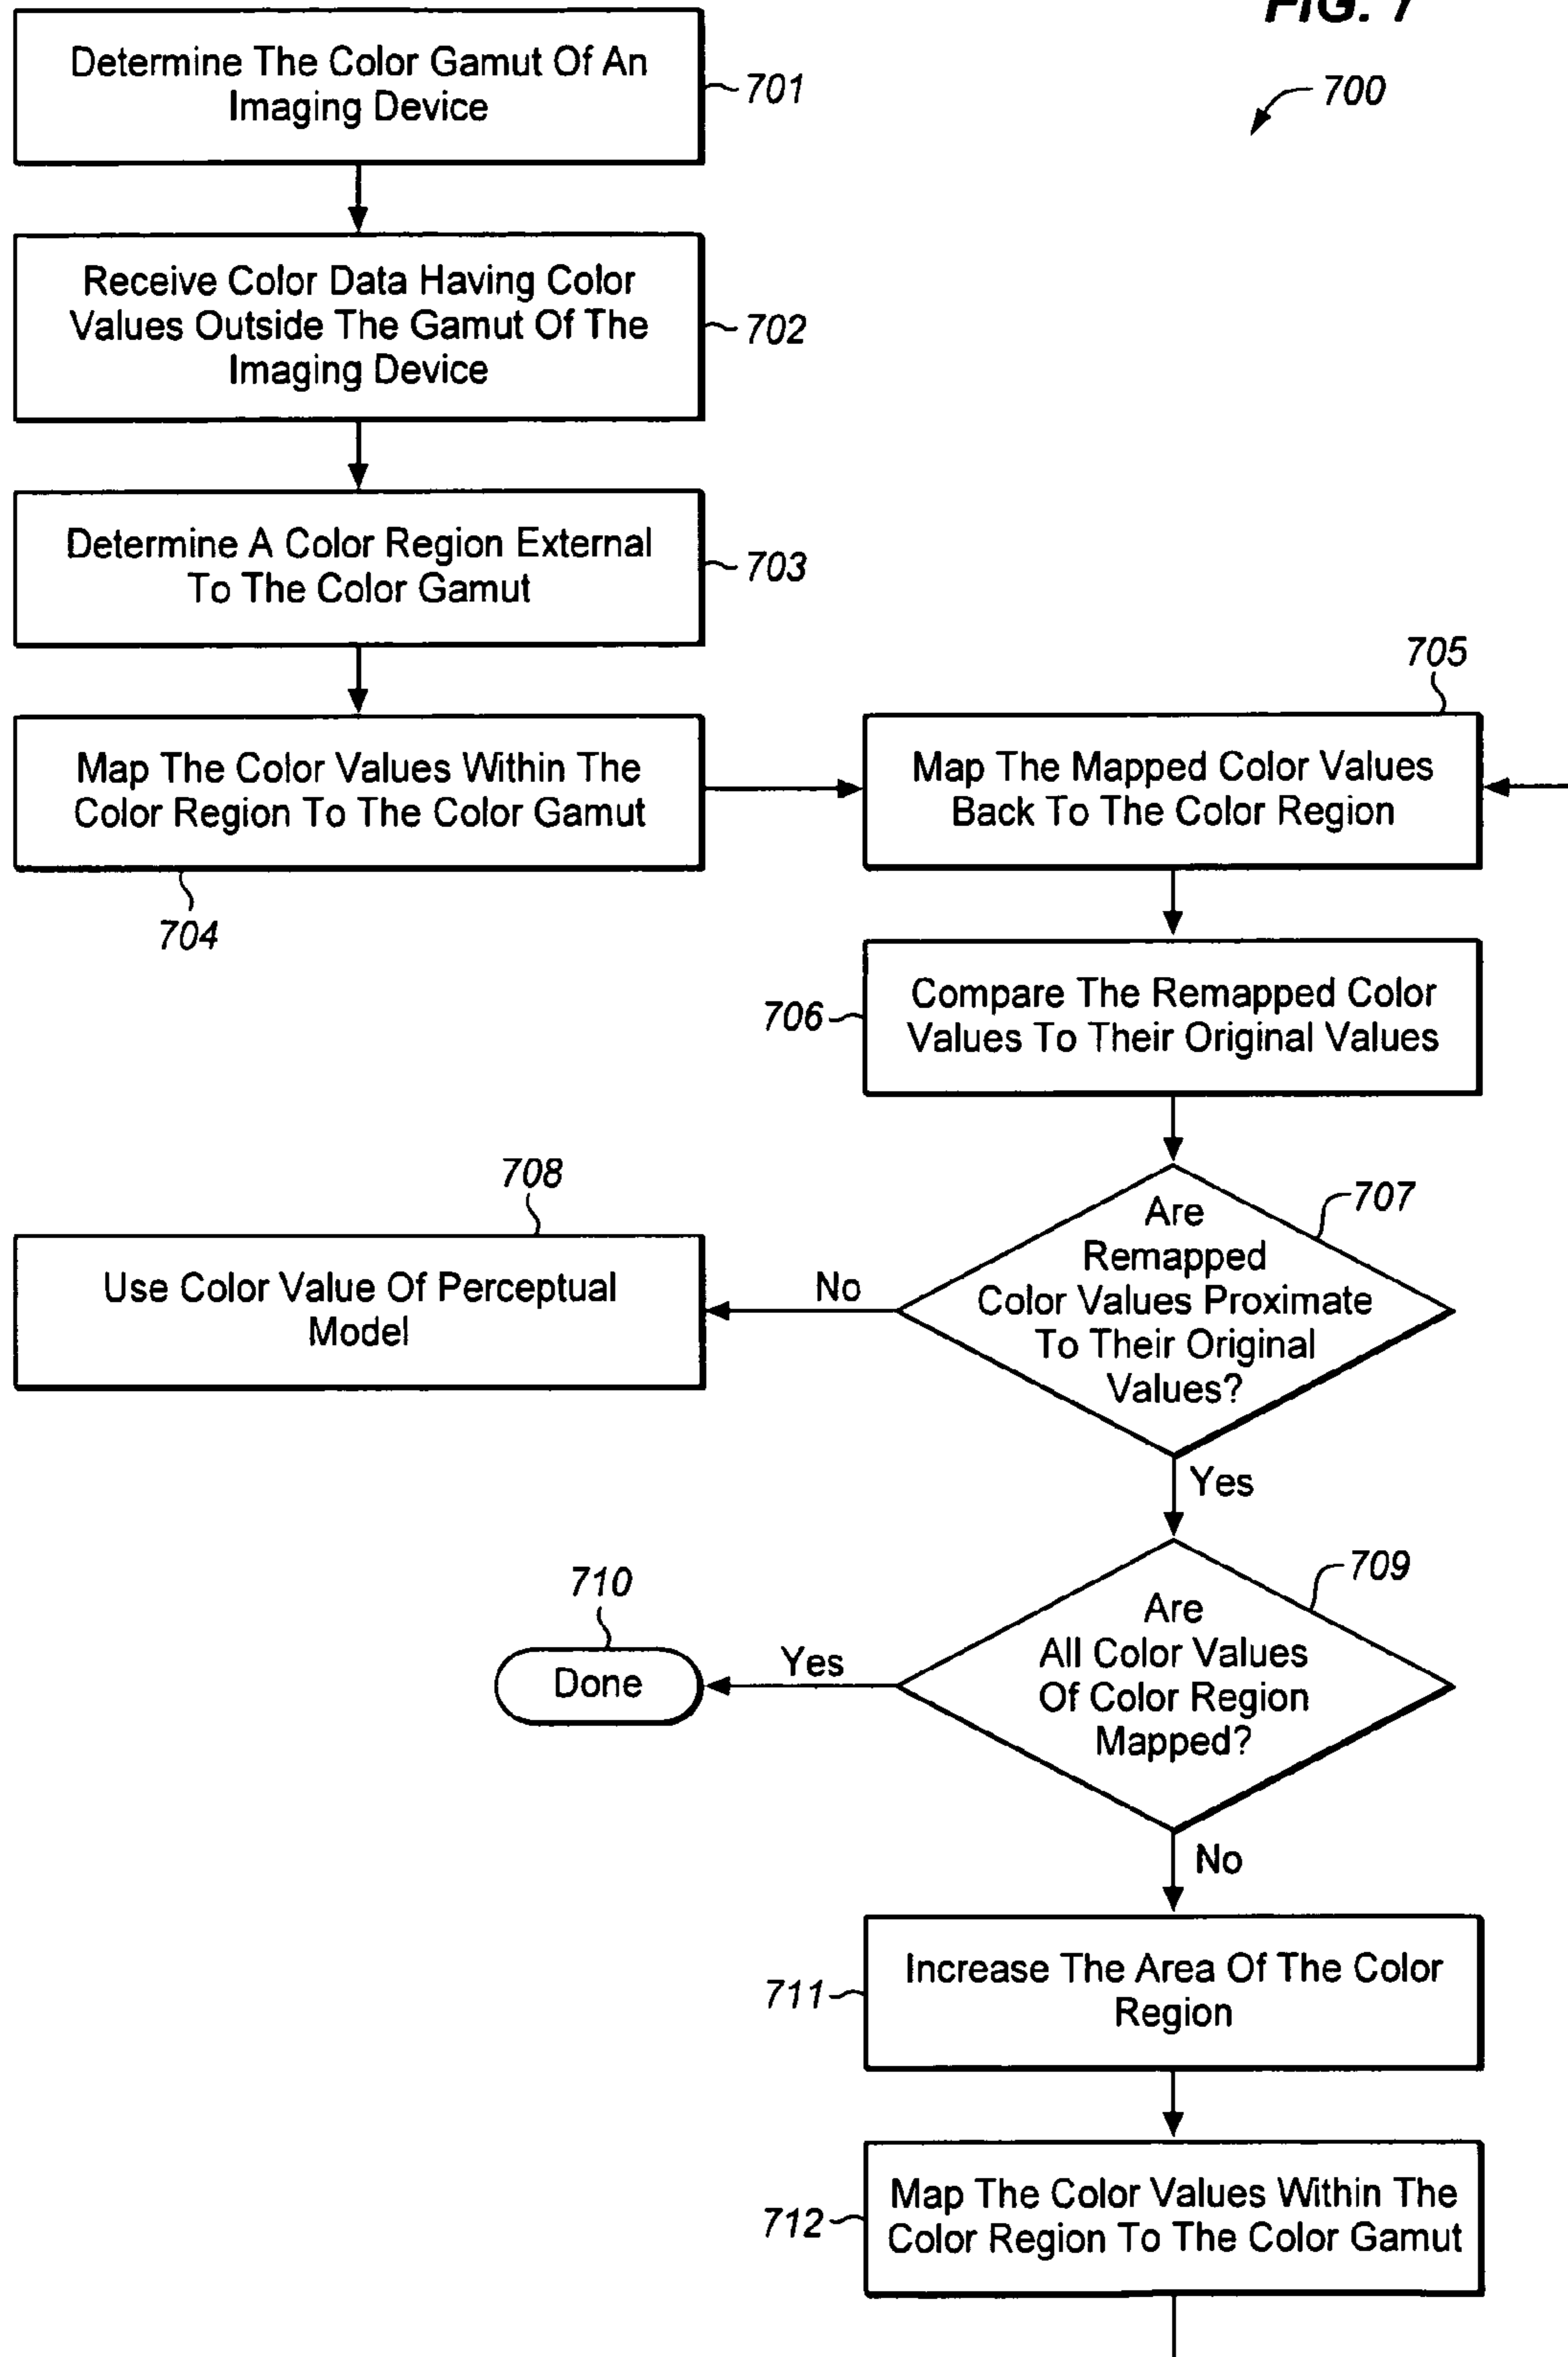 FIG. 7
700
Determine The Color Gamut Of An
Imaging Device
701
Receive Color Data Having Color
Values Outside The Gamut Of The
Imaging Device
702
Determine A Color Region External
To The Color Gamut
703
Map The Color Values Within The
Color Region To The Color Gamut
704
705
Map The Mapped Color Values
Back To The Color Region
706
Compare The Remapped Color
Values To Their Original Values
707
Are
Remapped
Color Values Proximate
To Their Original
Values?
No
708
Use Color Value Of Perceptual
Model
Yes
709
Are
All Color Values
Of Color Region
Mapped?
Yes
710
Done
No
711
Increase The Area Of The Color
Region
712
Map The Color Values Within The
Color Region To The Color Gamut